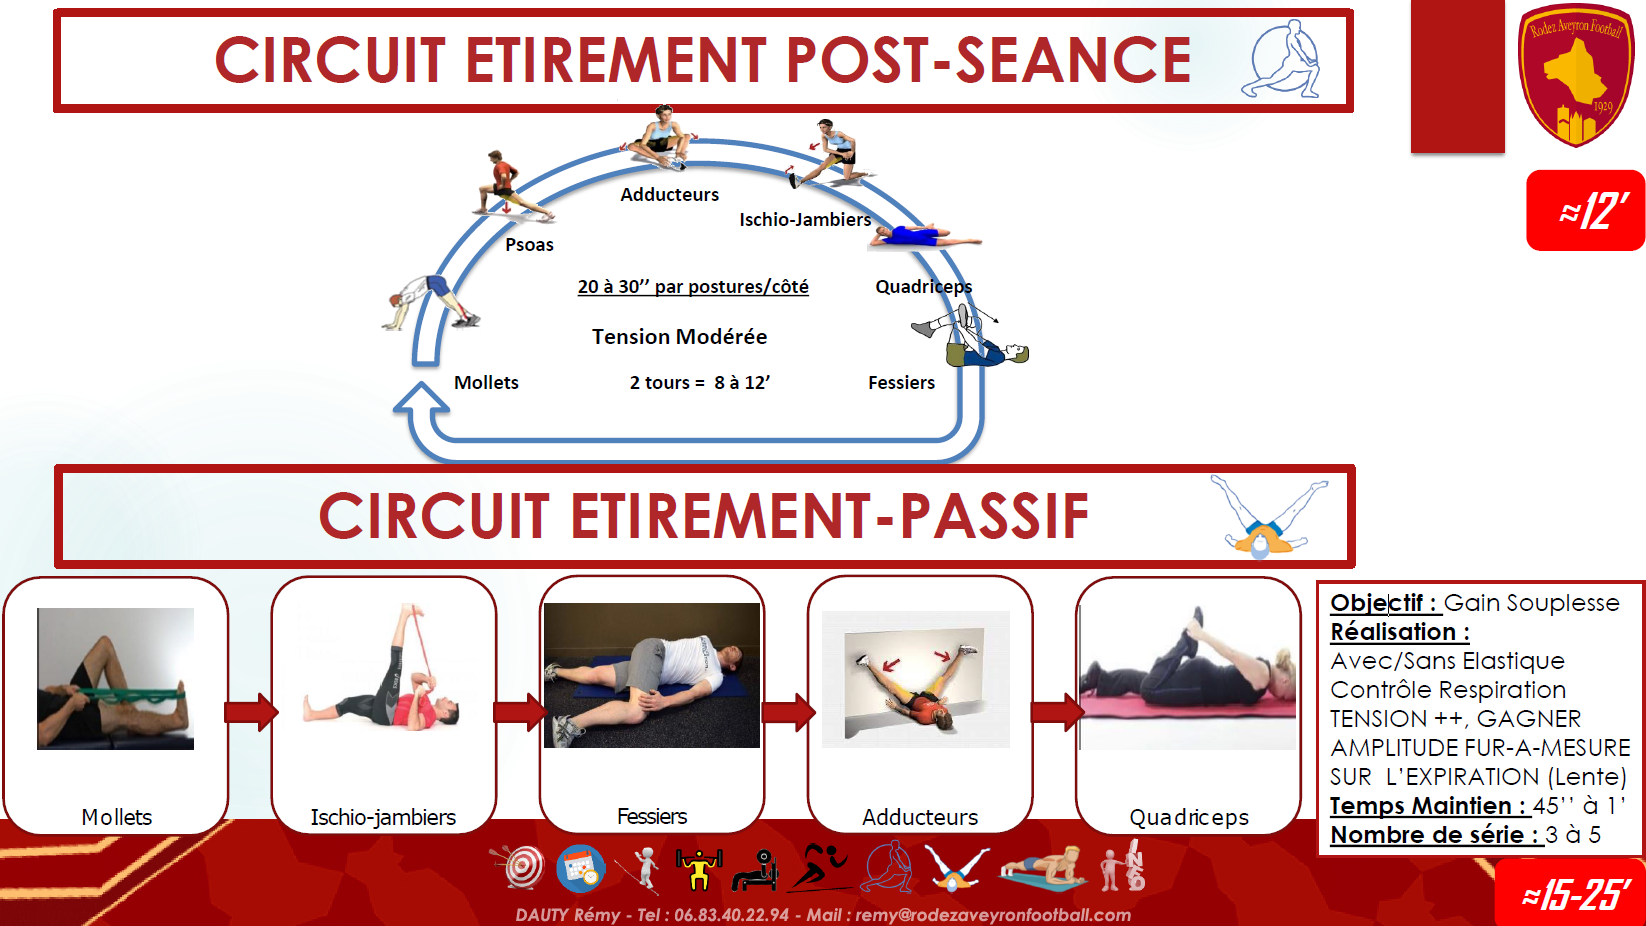 CIRCUIT ETIREMENT POST-SEANCE
Rodez Aveyron Football
1929
≈12’
Adducteurs
Ischio-Jambiers
Psoas
20 à 30’’ par postures/côté
Quadriceps
Tension Modérée
Mollets
2 tours = 8 à 12’
Fessiers
CIRCUIT ETIREMENT-PASSIF
Mollets
Ischio-jambiers
Fessiers
Adducteurs
Quadriceps
Objectif : Gain Souplesse
Réalisation :
Avec/Sans Elastique
Contrôle Respiration
TENSION ++, GAGNER
AMPLITUDE FUR-A-MESURE
SUR L’EXPIRATION (Lente)
Temps Maintien : 45’’ à 1’
Nombre de série : 3 à 5
≈15-25’
INFO
DAUTY Rémy - Tel : 06.83.40.22.94 - Mail : remy@rodezaveyronfootball.com